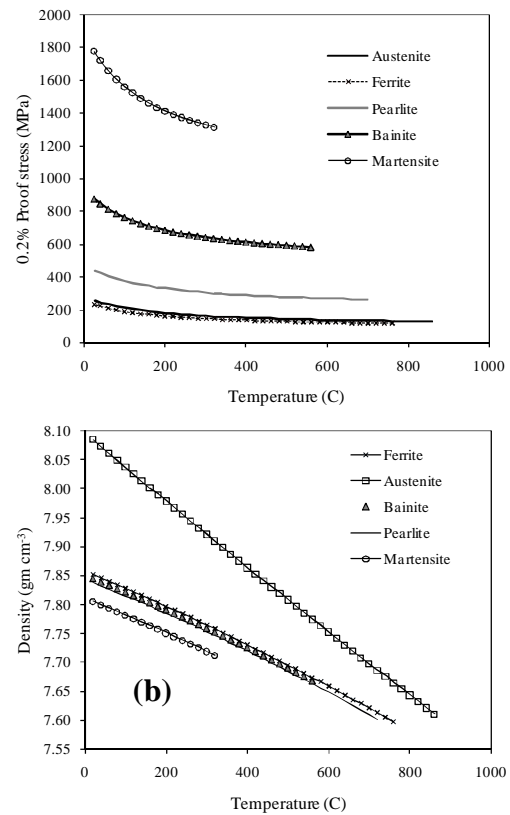 2000
1800
1600
1400
1200
1000
800
600
400
200
0
0.2% Proof stress (MPa)
Austenite
Ferrite
Pearlite
Bainite
Martensite
0 200 400 600 800 1000
Temperature (C)
8.10
8.05
8.00
7.95
7.90
7.85
7.80
7.75
7.70
7.65
7.60
7.55
Density (gm cm-3)
Ferrite
Austenite
Bainite
Pearlite
Martensite
(b)
0 200 400 600 800 1000
Temperature (C)